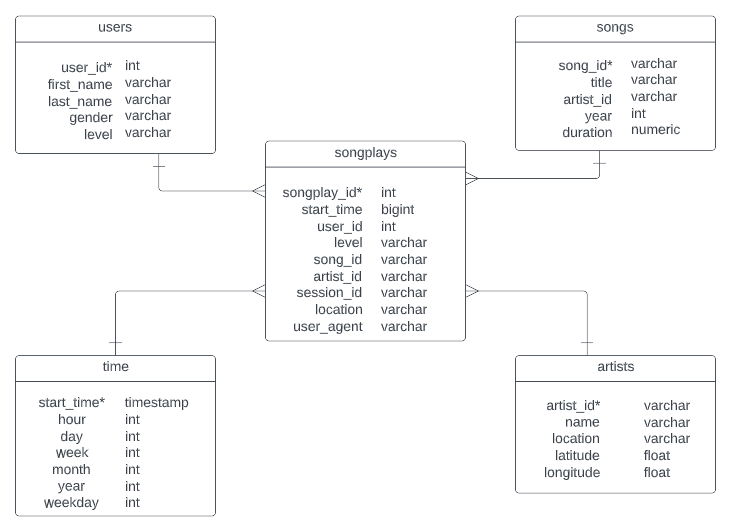 users
user_id* int
first_name varchar
last_name varchar
gender varchar
level varchar
songs
song_id* varchar
title varchar
artist_id varchar
year int
duration numeric
songplays
songplay_id* int
start_time bigint
user_id int
level varchar
song_id varchar
artist_id varchar
session_id varchar
location varchar
user_agent varchar
time
start_time* timestamp
hour int
day int
week int
month int
year int
weekday int
artists
artist_id* varchar
name varchar
location varchar
latitude float
longitude float